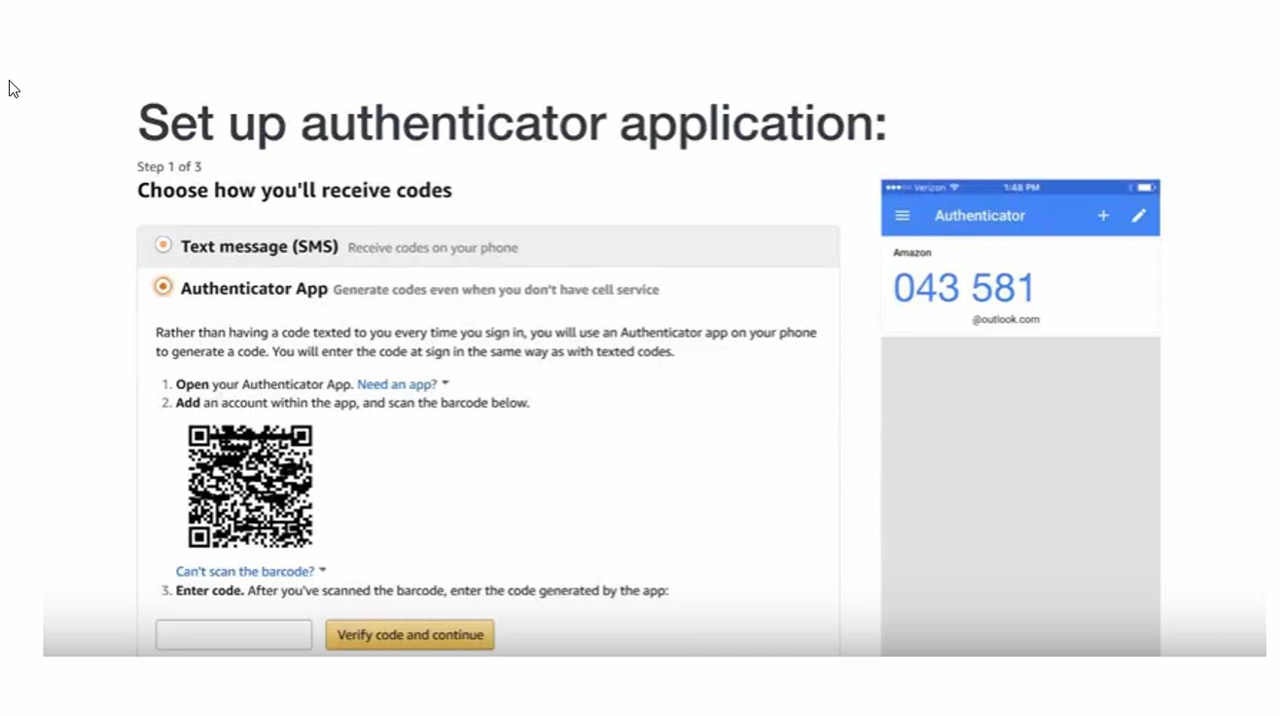 Set up authenticator application:
Step 1 of 3
Choose how you'll receive codes
Text message (SMS) Receive codes on your phone
Authenticator App Generate codes even when you don't have cell service
Rather than having a code texted to you every time you sign in, you will use an Authenticator app on your phone
to generate a code. You will enter the code at sign in the same way as with texted codes.
1. Open your Authenticator App. Need an app?
2. Add an account within the app, and scan the barcode below.
Can't scan the barcode?
3. Enter code. After you've scanned the barcode, enter the code generated by the app:
Verify code and continue
Verizon 1:48 PM
Authenticator
Amazon
043 581
@outlook.com